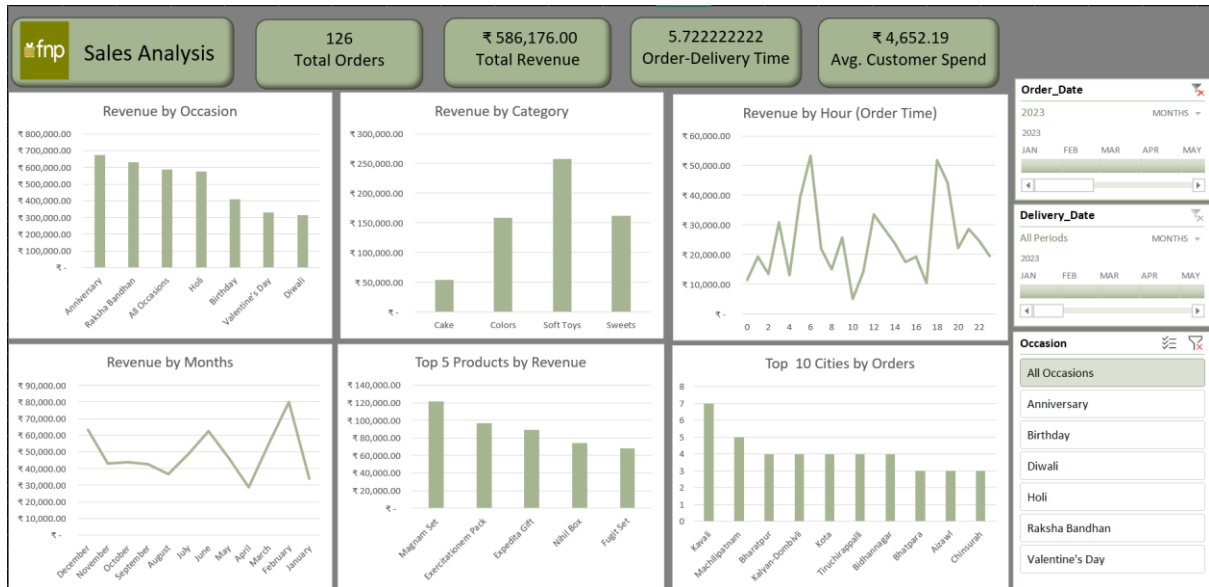 fnp
Sales Analysis
126
Total Orders
₹ 586,176.00
Total Revenue
5.722222222
Order-Delivery Time
₹ 4,652.19
Avg. Customer Spend
Revenue by Occasion
₹ 800,000.00
₹ 700,000.00
₹ 600,000.00
₹ 500,000.00
₹ 400,000.00
₹ 300,000.00
₹ 200,000.00
₹ 100,000.00
₹ -
Anniversary
Raksha Bandhan
All Occasions
Holi
Birthday
Valentine's Day
Diwali
Revenue by Category
₹ 300,000.00
₹ 250,000.00
₹ 200,000.00
₹ 150,000.00
₹ 100,000.00
₹ 50,000.00
₹ -
Cake Colors Soft Toys Sweets
Revenue by Hour (Order Time)
₹ 60,000.00
₹ 50,000.00
₹ 40,000.00
₹ 30,000.00
₹ 20,000.00
₹ 10,000.00
₹ -
0 2 4 6 8 10 12 14 16 18 20 22
Order_Date
2023 MONTHS
2023
JAN FEB MAR APR MAY
Delivery_Date
All Periods MONTHS
2023
JAN FEB MAR APR MAY
Revenue by Months
₹ 90,000.00
₹ 80,000.00
₹ 70,000.00
₹ 60,000.00
₹ 50,000.00
₹ 40,000.00
₹ 30,000.00
₹ 20,000.00
₹ 10,000.00
₹ -
December
November
October
September
August
July
June
May
April
March
February
January
Top 5 Products by Revenue
₹ 140,000.00
₹ 120,000.00
₹ 100,000.00
₹ 80,000.00
₹ 60,000.00
₹ 40,000.00
₹ 20,000.00
₹ -
Magnam Set
Exercitationem Pack
Expedita Gift
Nihil Box
Fugit Set
Top 10 Cities by Orders
8
7
6
5
4
3
2
1
0
Kavali
Machilipatnam
Bharatpur
Kalyan-Dombivli
Kota
Tiruchirappalli
Bidhannagar
Bhatpara
Aizawl
Chinsurah
Occasion
All Occasions
Anniversary
Birthday
Diwali
Holi
Raksha Bandhan
Valentine's Day